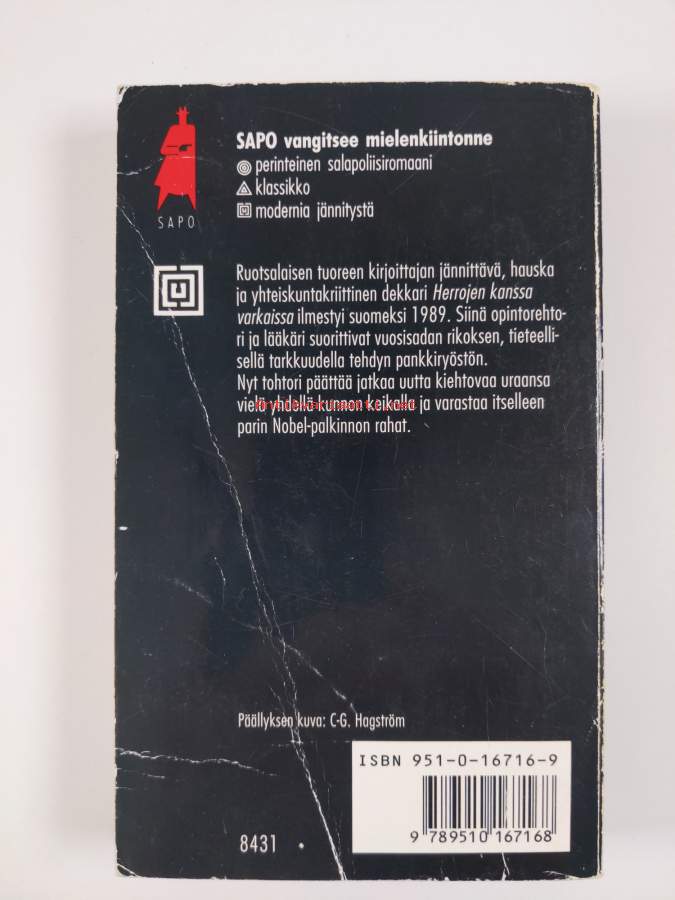 SAPO vangitsee mielenkiintonne
perinteinen salapoliisiromaani
klassikko
modernia jännitystä
SAPO
Ruotsalaisen tuoreen kirjoittajan jännittävä, hauska
ja yhteiskuntakriittinen dekkari Herrojen kanssa
varkaissa ilmestyi suomeksi 1989. Siinä opintorehto-
ri ja lääkäri suorittivat vuosisadan rikoksen, tieteelli-
sellä tarkkuudella tehdyn pankkiryöstön.
Nyt tohtori päättää jatkaa uutta kiehtovaa uraansa
vielä yhdellä kunnon keikalla ja varastaa itselleen
parin Nobel-palkinnon rahat.
Päällyksen kuva: C-G. Hagström
ISBN 951-0-16716-9
9 789510 167168
8431 .